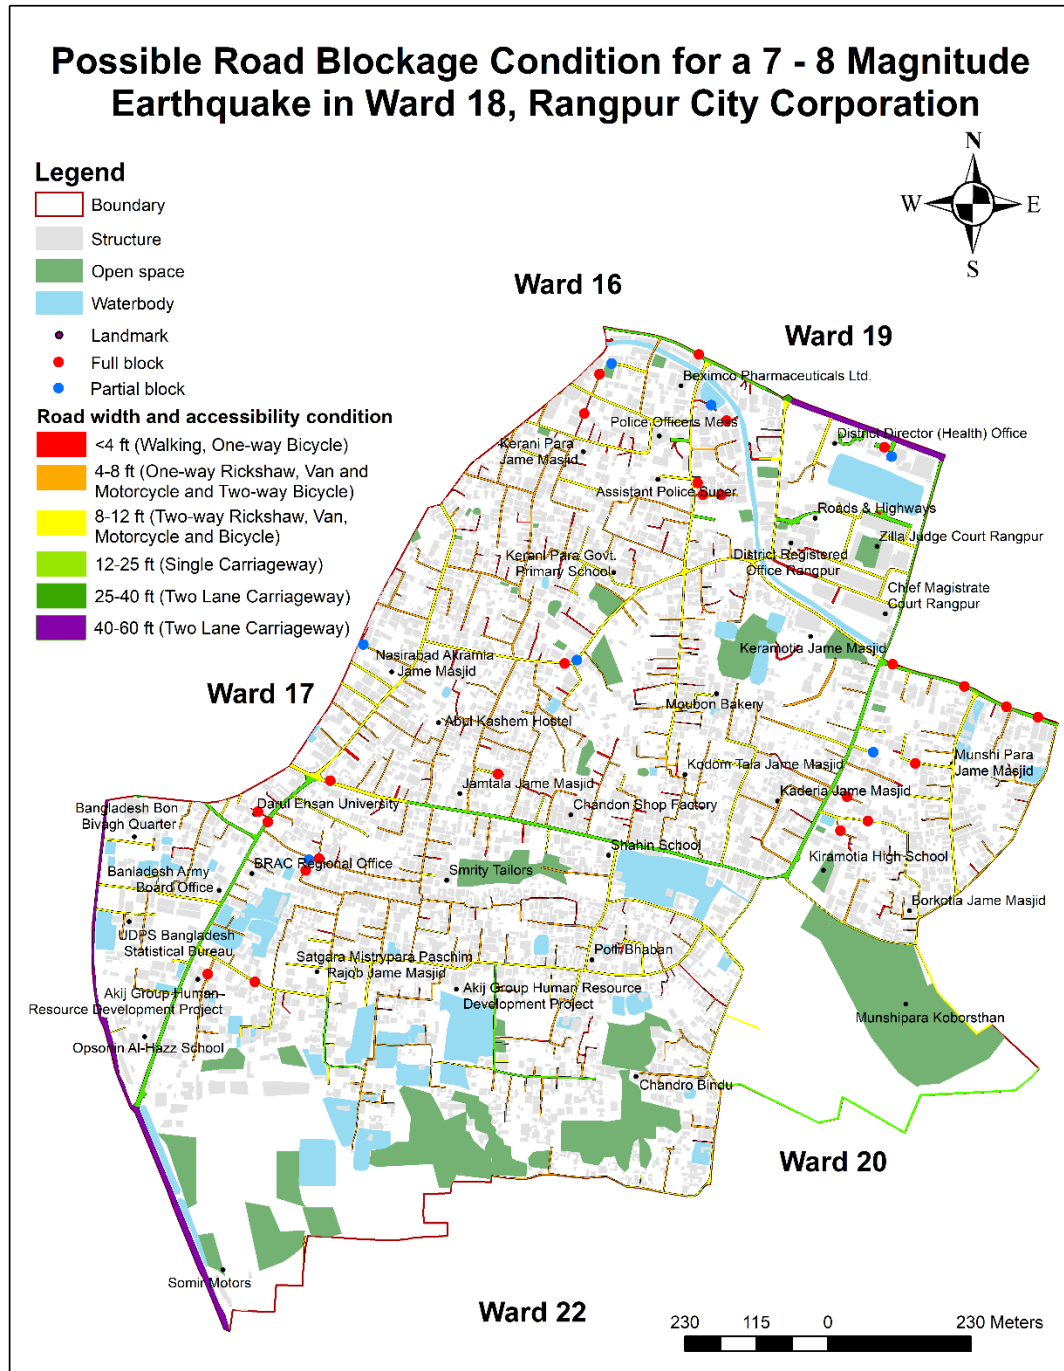 Possible Road Blockage Condition for a 7 - 8 Magnitude
Earthquake in Ward 18, Rangpur City Corporation
N
W
E
S
Legend
Boundary
Structure
Open space
Waterbody
Landmark
Full block
Partial block
Road width and accessibility condition
<4 ft (Walking, One-way Bicycle)
4-8 ft (One-way Rickshaw, Van and
Motorcycle and Two-way Bicycle)
8-12 ft (Two-way Rickshaw, Van,
Motorcycle and Bicycle)
12-25 ft (Single Carriageway)
25-40 ft (Two Lane Carriageway)
40-60 ft (Two Lane Carriageway)
Ward 16
Ward 19
Beximco Pharmaceuticals Ltd.
Police Officers Mess
District Director (Health) Office
Kerani Para
Jame Masjid
Assistant Police Super
Roads & Highways
Zilla Judge Court Rangpur
Kerani Para Govt.
Primary School
District Registered
Office Rangpur
Chef Magistrate
Court Rangpur
Keramotia Jame Masjid
Nasirabad Akramia
Jame Masjid
Ward 17
Moubon Bakery
Abul Kashem Hostel
Munshi Para
Jame Masjid
Kodom Tala Jame Masjid
Jamtala Jame Masjid
Kaderia Jame Masjid
Darul Ehsan University
Chandon Shop Factory
Bangladesh Bon
Bivagh Quarter
Shahin School
Kiramotia High School
BRAC Regional Office
Banladesh Army
Board Office
Smrity Tailors
Borkotia Jame Masjid
UDPS Bangladesh
Statistical Bureau
Satgara Mistrypara Paschim
Rajob Jame Masjid
Polli Bhaban
Akij Group Human
Resource Development Project
Akij Group Human Resource
Development Project
Munshipara Koborsthan
Opsonin Al-Hazz School
Chandro Bindu
Ward 20
Somir Motors
Ward 22
230 115 0 230 Meters